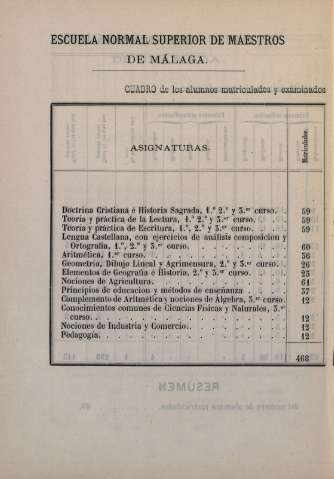 ESCUELA NORMAL SUPERIOR DE MAESTROS
DE MÁLAGA.
CUADRO de los alumnos matriculados y examinados
ASIGNATURAS. Matriculados.
Doctrina Cristiana é Historia Sagrada, 1.º 2.º y 3.er curso. 59
Teoría y práctica de la Lectura, 1.º 2.º y 3.er curso. 59
Teoría y práctica de Escritura, 1.º, 2.º y 3.er curso. 59
Lengua Castellana, con ejercicios de análisis composicion y
Ortografía, 1.º, 2.º y 3.er curso. 60
Aritmética, 1.er curso. 36
Geometría, Dibujo Lineal y Agrimensura, 2.º y 3.er curso. 26
Elementos de Geografía é Historia, 2.º y 3.er curso. 25
Nociones de Agricultura. 61
Principios de educacion y métodos de enseñanza 37
Complemento de Aritmética y nociones de Algebra, 3.er curso. 12
Conocimientos comunes de Ciencias Físicas y Naturales, 3.er
curso. 12
Nociones de Industria y Comercio. 12
Pedagogía. 12
468